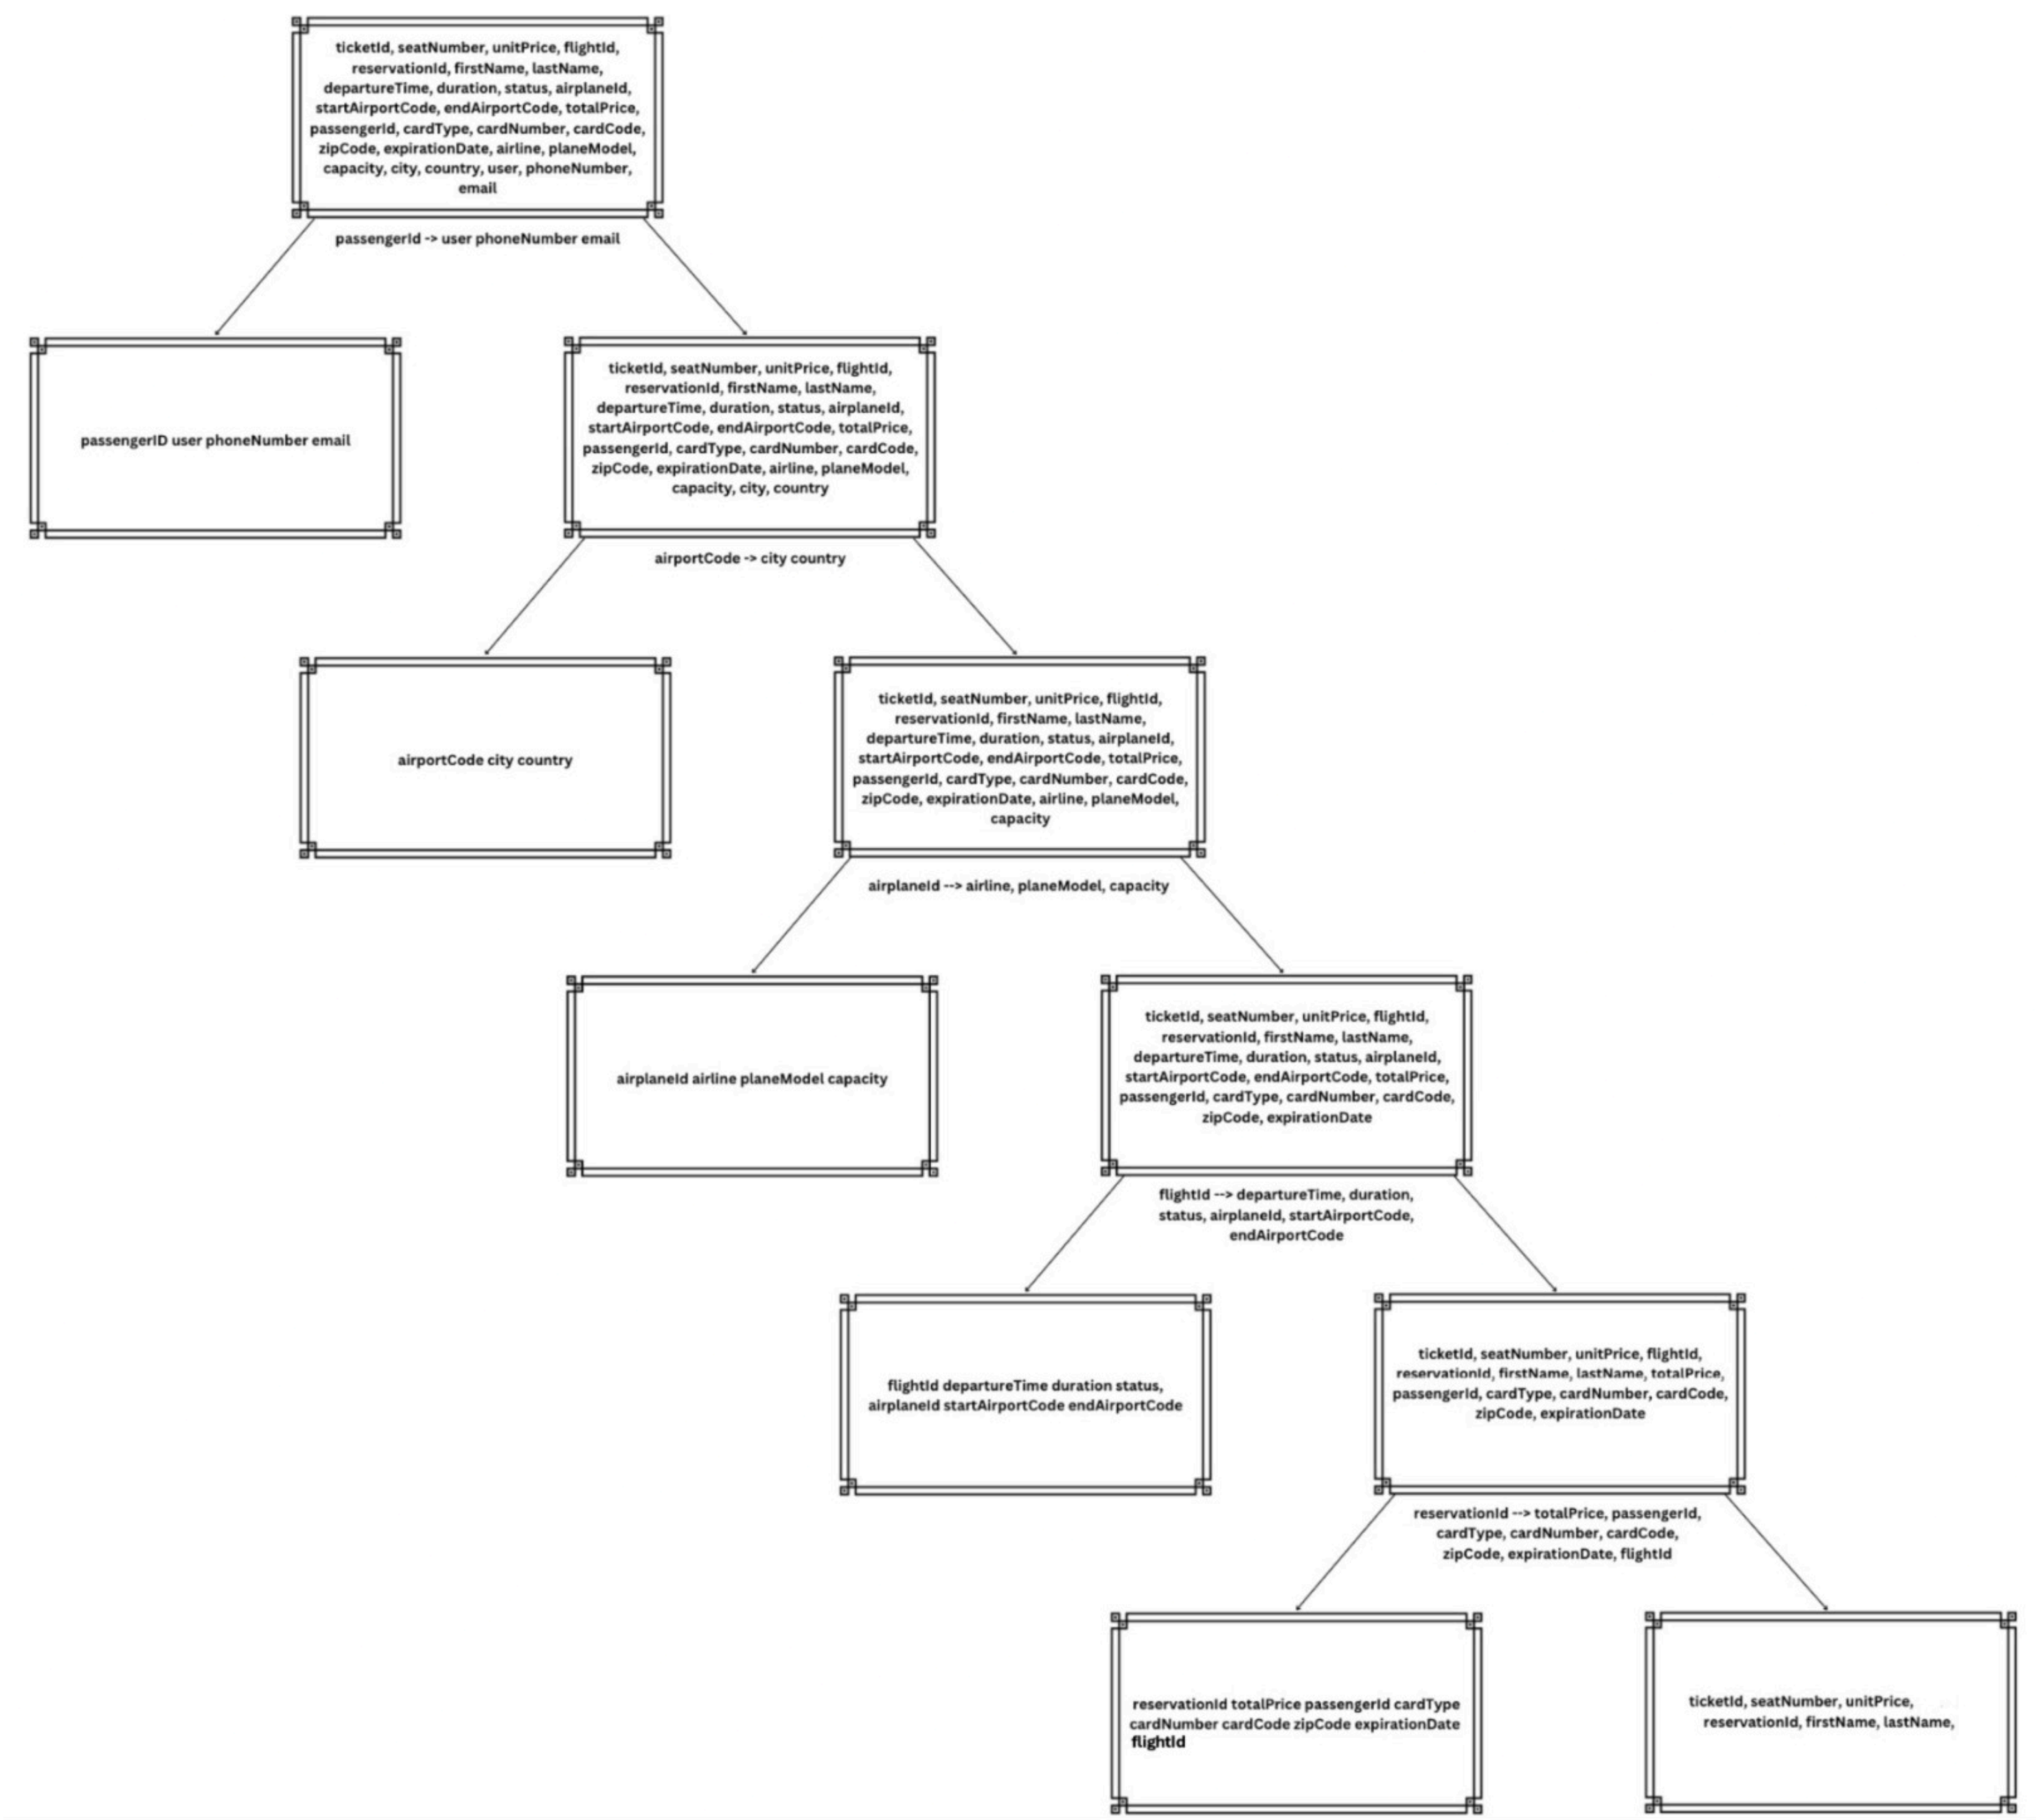 ticketId, seatNumber, unitPrice, flightId,
reservationId, firstName, lastName,
departureTime, duration, status, airplaneId,
startAirportCode, endAirportCode, totalPrice,
passengerId, cardType, cardNumber, cardCode,
zipCode, expirationDate, airline, planeModel,
capacity, city, country, user, phoneNumber,
email
passengerId -> user phoneNumber email
passengerID user phoneNumber email
ticketId, seatNumber, unitPrice, flightId,
reservationId, firstName, lastName,
departureTime, duration, status, airplaneId,
startAirportCode, endAirportCode, totalPrice,
passengerId, cardType, cardNumber, cardCode,
zipCode, expirationDate, airline, planeModel,
capacity, city, country
airportCode -> city country
airportCode city country
ticketId, seatNumber, unitPrice, flightId,
reservationId, firstName, lastName,
departureTime, duration, status, airplaneId,
startAirportCode, endAirportCode, totalPrice,
passengerId, cardType, cardNumber, cardCode,
zipCode, expirationDate, airline, planeModel,
capacity
airplaneId --> airline, planeModel, capacity
airplaneId airline planeModel capacity
ticketId, seatNumber, unitPrice, flightId,
reservationId, firstName, lastName,
departureTime, duration, status, airplaneId,
startAirportCode, endAirportCode, totalPrice,
passengerId, cardType, cardNumber, cardCode,
zipCode, expirationDate
flightId --> departureTime, duration,
status, airplaneId, startAirportCode,
endAirportCode
flightId departureTime duration status,
airplaneId startAirportCode endAirportCode
ticketId, seatNumber, unitPrice, flightId,
reservationId, firstName, lastName, totalPrice,
passengerId, cardType, cardNumber, cardCode,
zipCode, expirationDate
reservationId --> totalPrice, passengerId,
cardType, cardNumber, cardCode,
zipCode, expirationDate, flightId
reservationId totalPrice passengerId cardType
cardNumber cardCode zipCode expirationDate
flightId
ticketId, seatNumber, unitPrice,
reservationId, firstName, lastName,